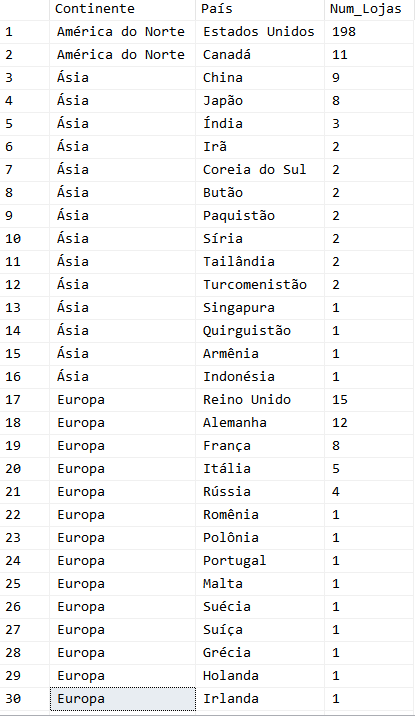 Continente País Num_Lojas
1 América do Norte Estados Unidos 198
2 América do Norte Canadá 11
3 Ásia China 9
4 Ásia Japão 8
5 Ásia Índia 3
6 Ásia Irã 2
7 Ásia Coreia do Sul 2
8 Ásia Butão 2
9 Ásia Paquistão 2
10 Ásia Síria 2
11 Ásia Tailândia 2
12 Ásia Turcomenistão 2
13 Ásia Singapura 1
14 Ásia Quirguistão 1
15 Ásia Armênia 1
16 Ásia Indonésia 1
17 Europa Reino Unido 15
18 Europa Alemanha 12
19 Europa França 8
20 Europa Itália 5
21 Europa Rússia 4
22 Europa Romênia 1
23 Europa Polônia 1
24 Europa Portugal 1
25 Europa Malta 1
26 Europa Suécia 1
27 Europa Suíça 1
28 Europa Grécia 1
29 Europa Holanda 1
30 Europa Irlanda 1